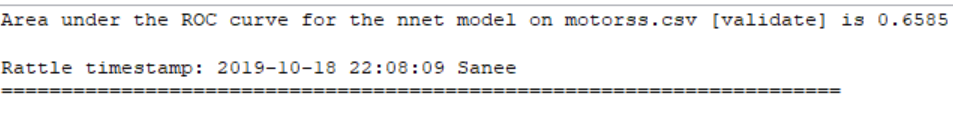 Area under the ROC curve for the nnet model on motorss.csv [validate] is 0.6585
Rattle timestamp: 2019-10-18 22:08:09 Sanee
======================================================================